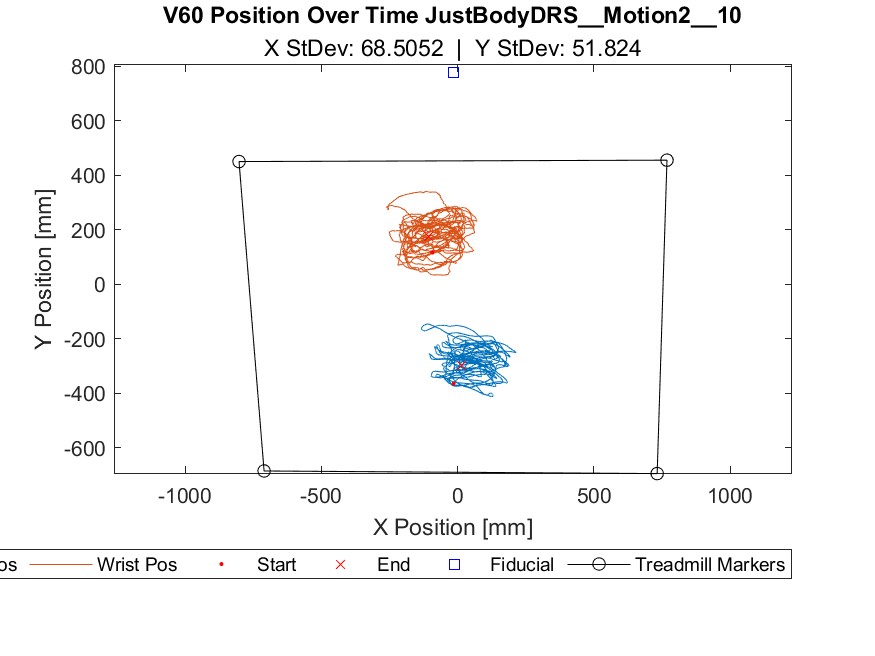 V60 Position Over Time JustBodyDRS__Motion2__10
X StDev: 68.5052 | Y StDev: 51.824
800
600
400
200
0
-200
-400
-600
Y Position [mm]
-1000 -500 0 500 1000
X Position [mm]
os Wrist Pos Start End Fiducial Treadmill Markers